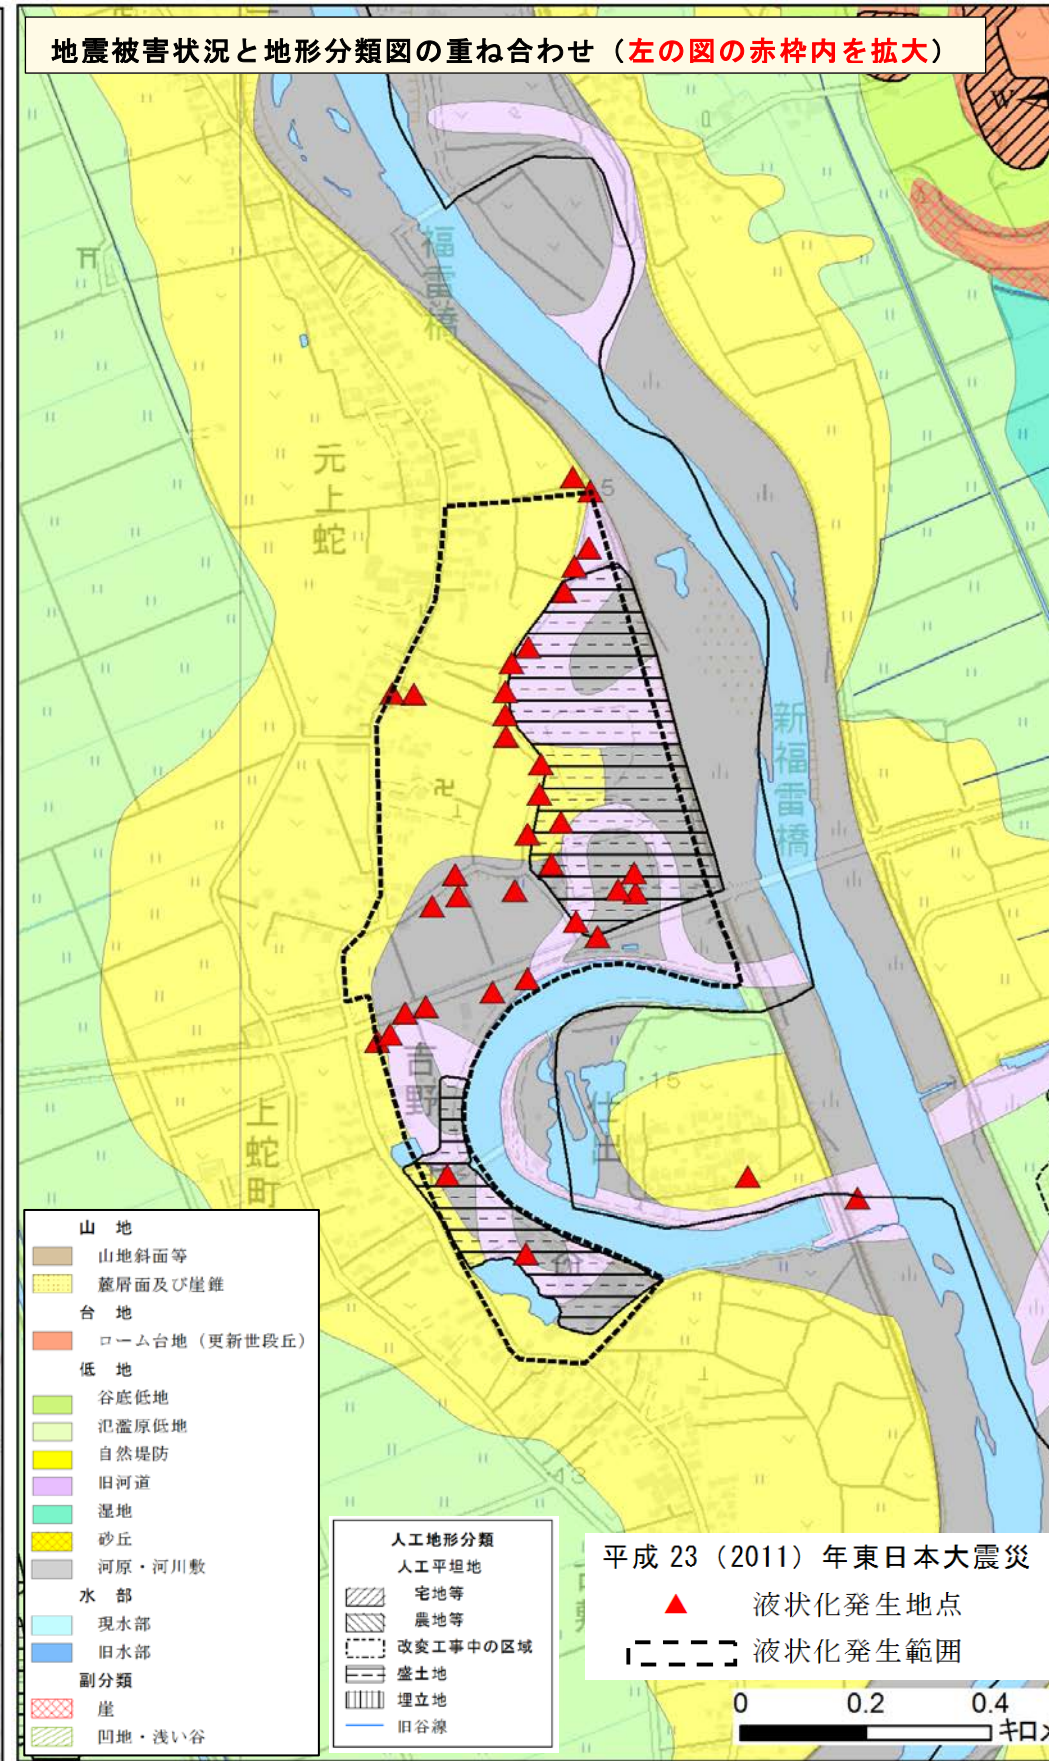 地震被害状況と地形分類図の重ね合わせ（左の図の赤枠内を拡大）
W
福雷橋
元上蛇
5
新福雷橋
吉野
15
仕出
上蛇町
13
山　地
山地斜面等
麓屑面及び崖錐
台　地
ローム台地（更新世段丘）
低　地
谷底低地
氾濫原低地
自然堤防
旧河道
湿地
砂丘
河原・河川敷
水　部
現水部
旧水部
副分類
崖
凹地・浅い谷
人工地形分類
人工平坦地
宅地等
農地等
改変工事中の区域
盛土地
埋立地
旧谷線
平成 23（2011）年東日本大震災
液状化発生地点
液状化発生範囲
0 0.2 0.4
キロ